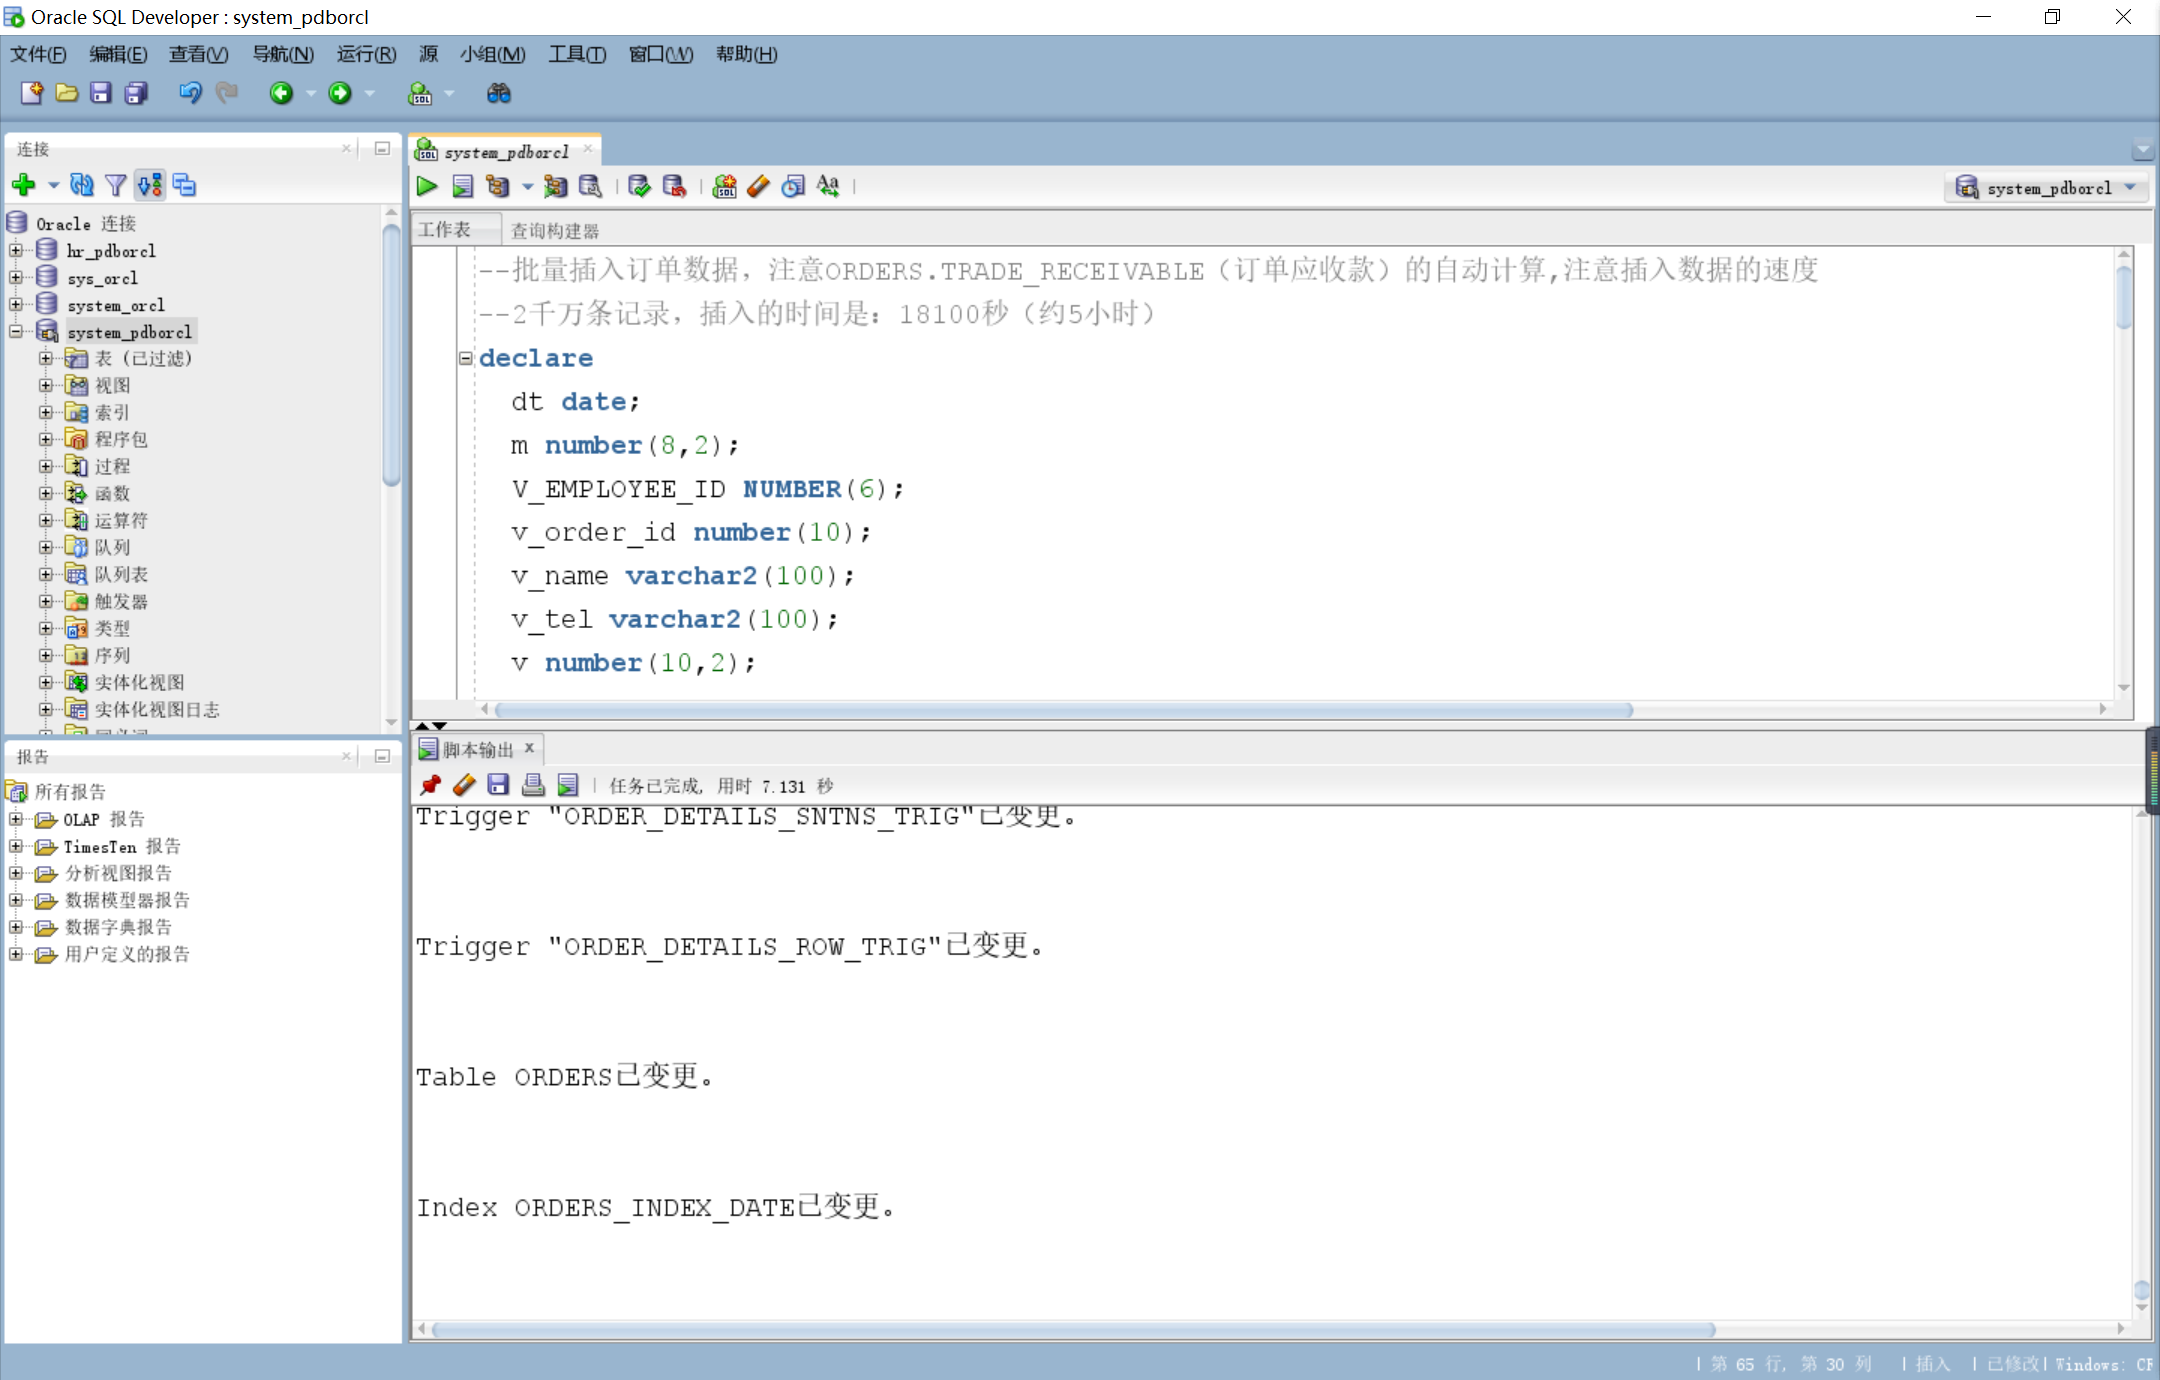 Oracle SQL Developer : system_pdborcl
文件(F) 编辑(E) 查看(V) 导航(N) 运行(R) 源 小组(M) 工具(T) 窗口(W) 帮助(H)
连接
Oracle 连接
hr_pdborcl
sys_orcl
system_orcl
system_pdborcl
表 (已过滤)
视图
索引
程序包
过程
函数
运算符
队列
队列表
触发器
类型
序列
实体化视图
实体化视图日志
报告
所有报告
OLAP 报告
TimesTen 报告
分析视图报告
数据模型器报告
数据字典报告
用户定义的报告
system_pdborcl
system_pdborcl
工作表 查询构建器
--批量插入订单数据，注意ORDERS.TRADE_RECEIVABLE（订单应收款）的自动计算,注意插入数据的速度
--2千万条记录，插入的时间是：18100秒（约5小时）
declare
dt date;
m number(8,2);
V_EMPLOYEE_ID NUMBER(6);
v_order_id number(10);
v_name varchar2(100);
v_tel varchar2(100);
v number(10,2);
脚本输出
任务已完成, 用时 7.131 秒
Trigger "ORDER_DETAILS_SNTNS_TRIG"已变更。
Trigger "ORDER_DETAILS_ROW_TRIG"已变更。
Table ORDERS已变更。
Index ORDERS_INDEX_DATE已变更。
第 65 行, 第 30 列 | 插入 | 已修改| Windows: CF